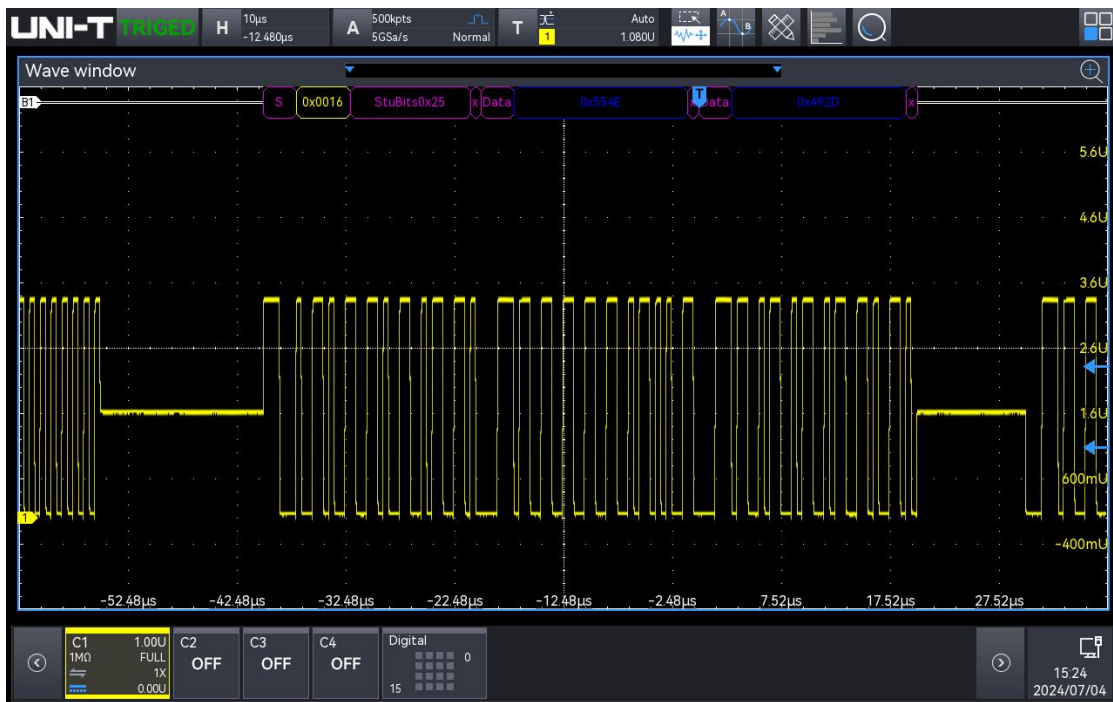 UNI-T TRIGED H 10µs -12.480µs A 500kpts 5GSa/s Normal T 1 Auto 1.080U A B
Wave window
B1 S 0x0016 StuBits0x25 x Data 0x554E T Data 0x492D x
5.6U
4.6U
3.6U
2.6U
1.6U
600mU
1
-400mU
-52.48µs -42.48µs -32.48µs -22.48µs -12.48µs -2.48µs 7.52µs 17.52µs 27.52µs
C1 1.00U C2 C3 C4 Digital
1MΩ FULL OFF OFF OFF 0
1X
0.00U 15
15:24
2024/07/04